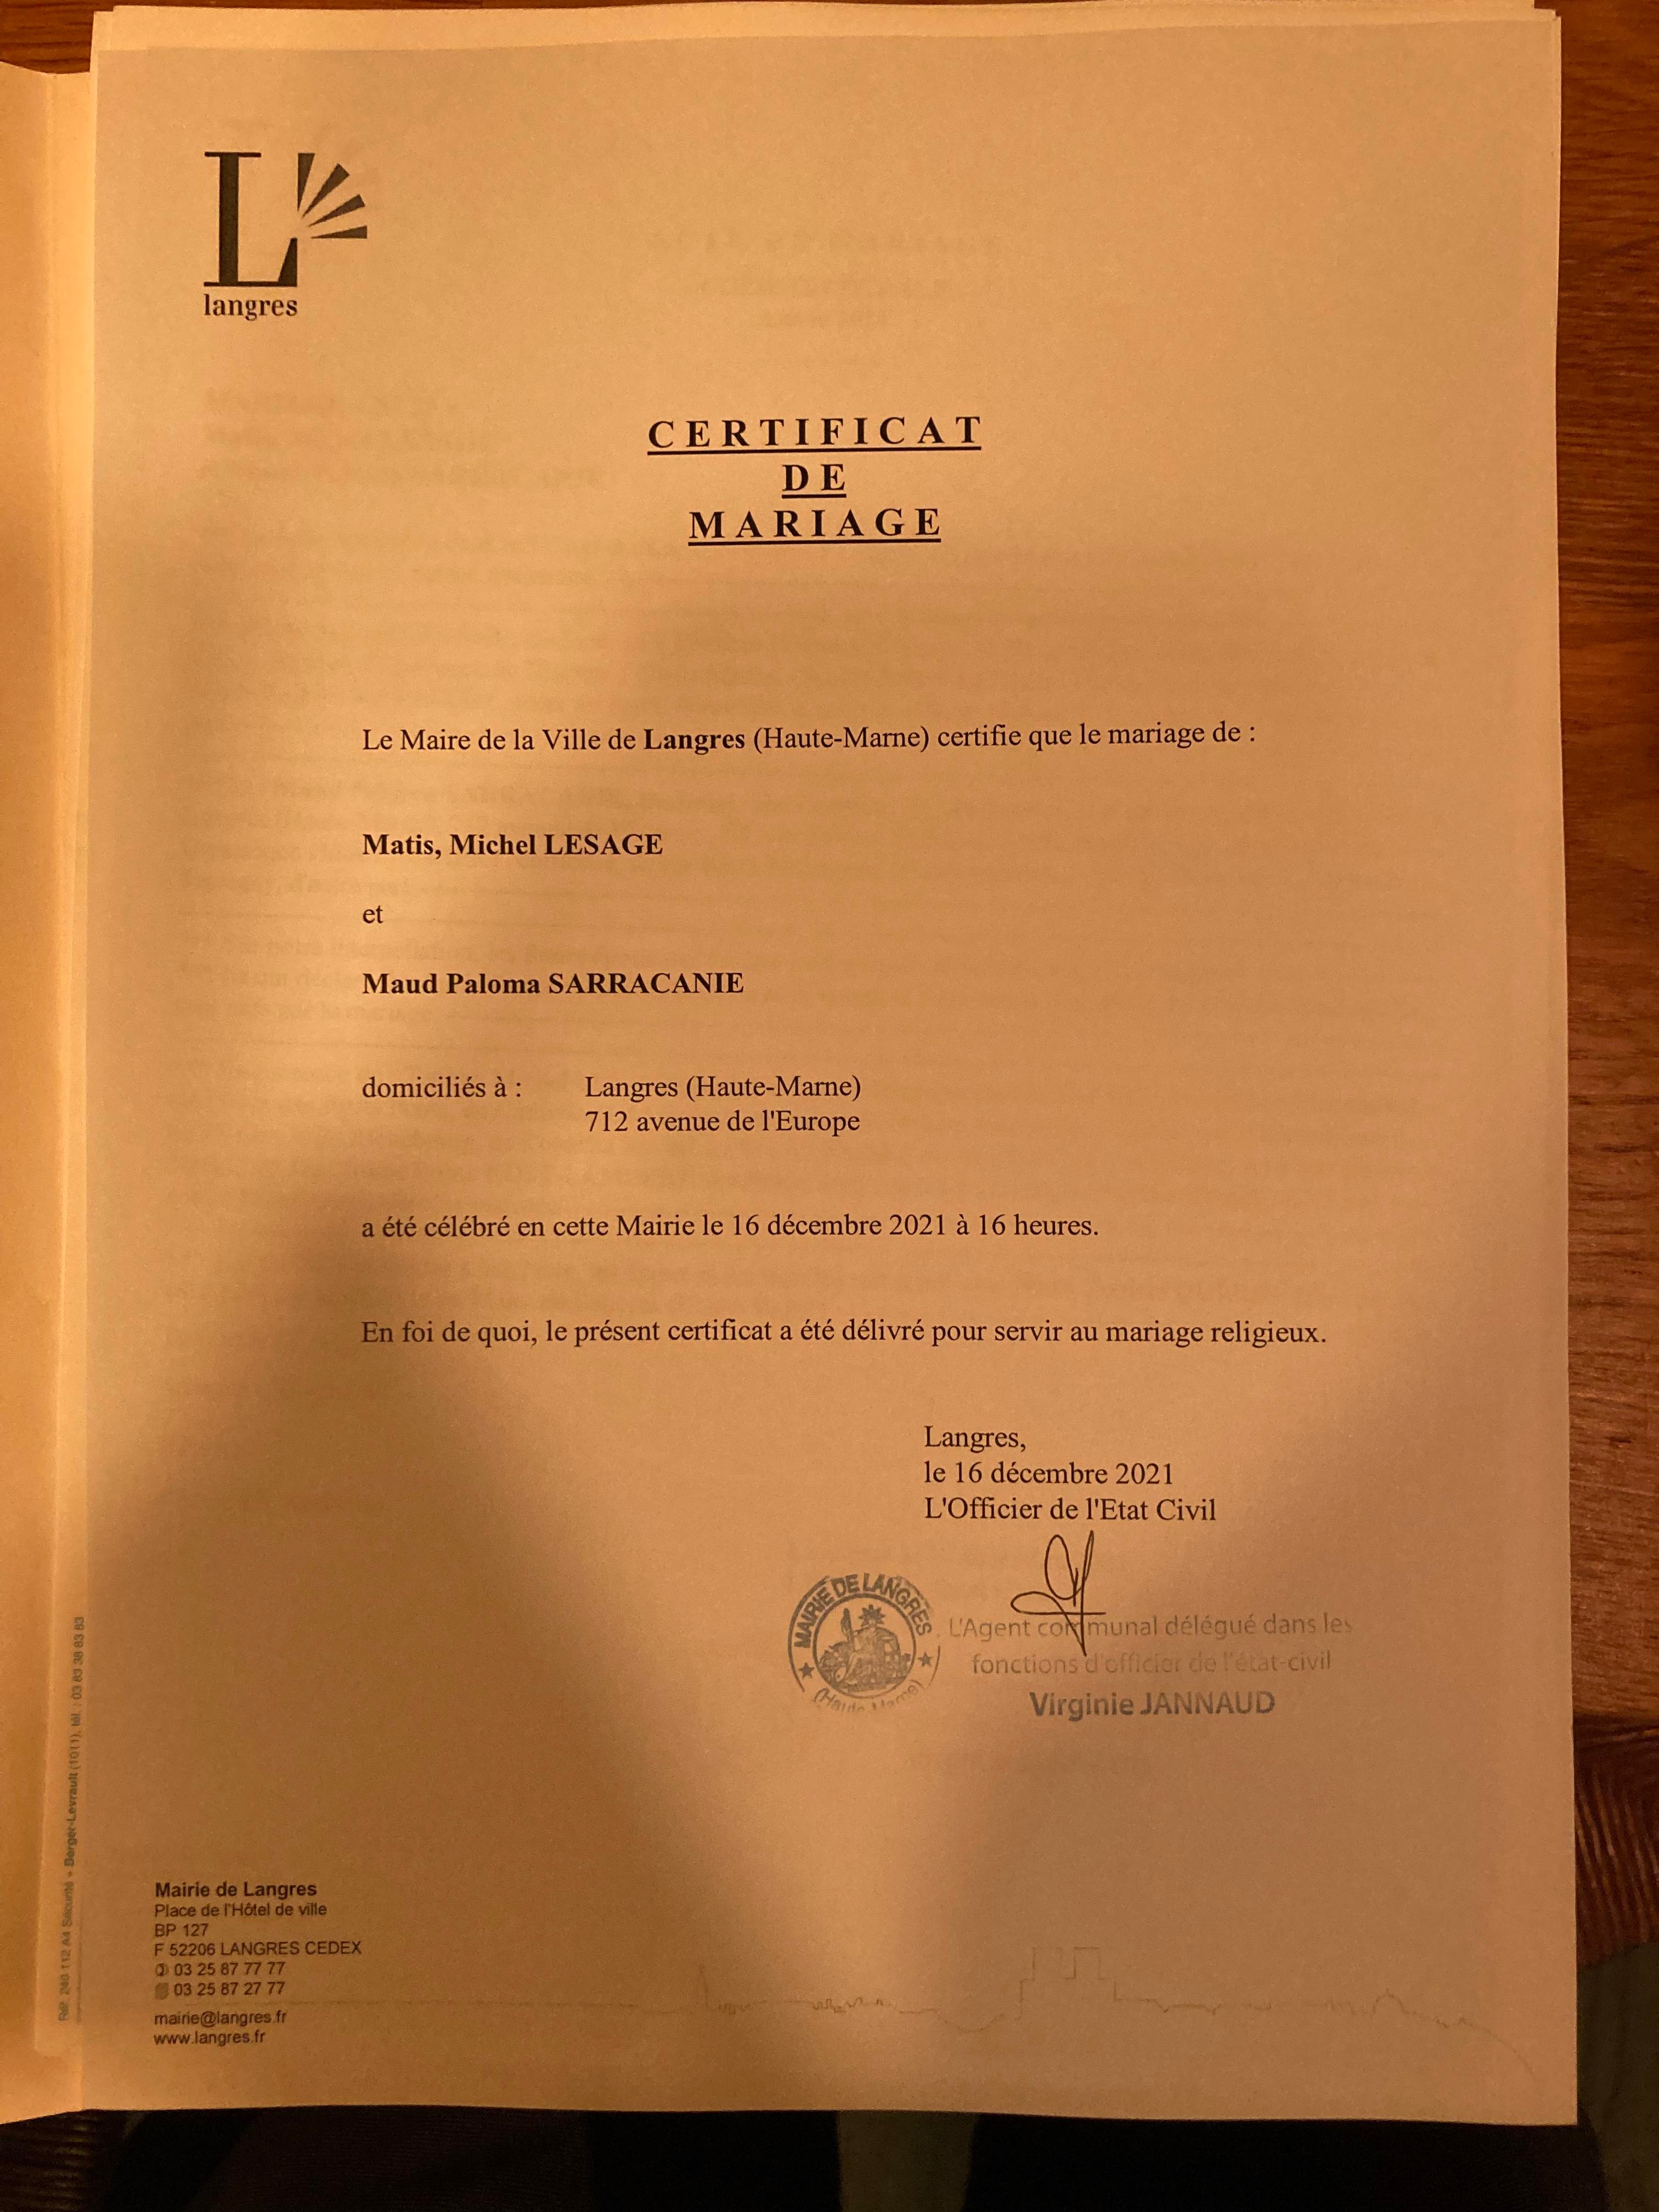 L
langres
CERTIFICAT
DE
MARIAGE
Le Maire de la Ville de Langres (Haute-Marne) certifie que le mariage de :
Matis, Michel LESAGE
et
Maud Paloma SARRACANIE
domiciliés à : Langres (Haute-Marne)
712 avenue de l'Europe
a été célébré en cette Mairie le 16 décembre 2021 à 16 heures.
En foi de quoi, le présent certificat a été délivré pour servir au mariage religieux.
Langres,
le 16 décembre 2021
L'Officier de l'Etat Civil
MAIRIE DE LANGRES
(Haute-Marne)
L'Agent communal délégué dans les
fonctions d'officier de l'état-civil
Virginie JANNAUD
Réf. 240 112 A4 Sécurité - Berger-Levrault (1011), tél. : 03 83 38 83 83
Mairie de Langres
Place de l'Hôtel de ville
BP 127
F 52206 LANGRES CEDEX
03 25 87 77 77
03 25 87 27 77
mairie@langres.fr
www.langres.fr